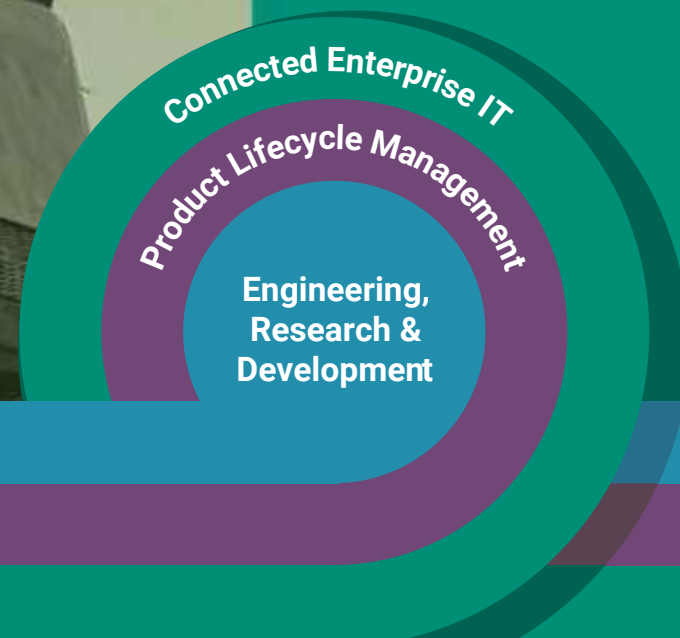 Connected Enterprise IT
Product Lifecycle Management
Engineering,
Research &
Development